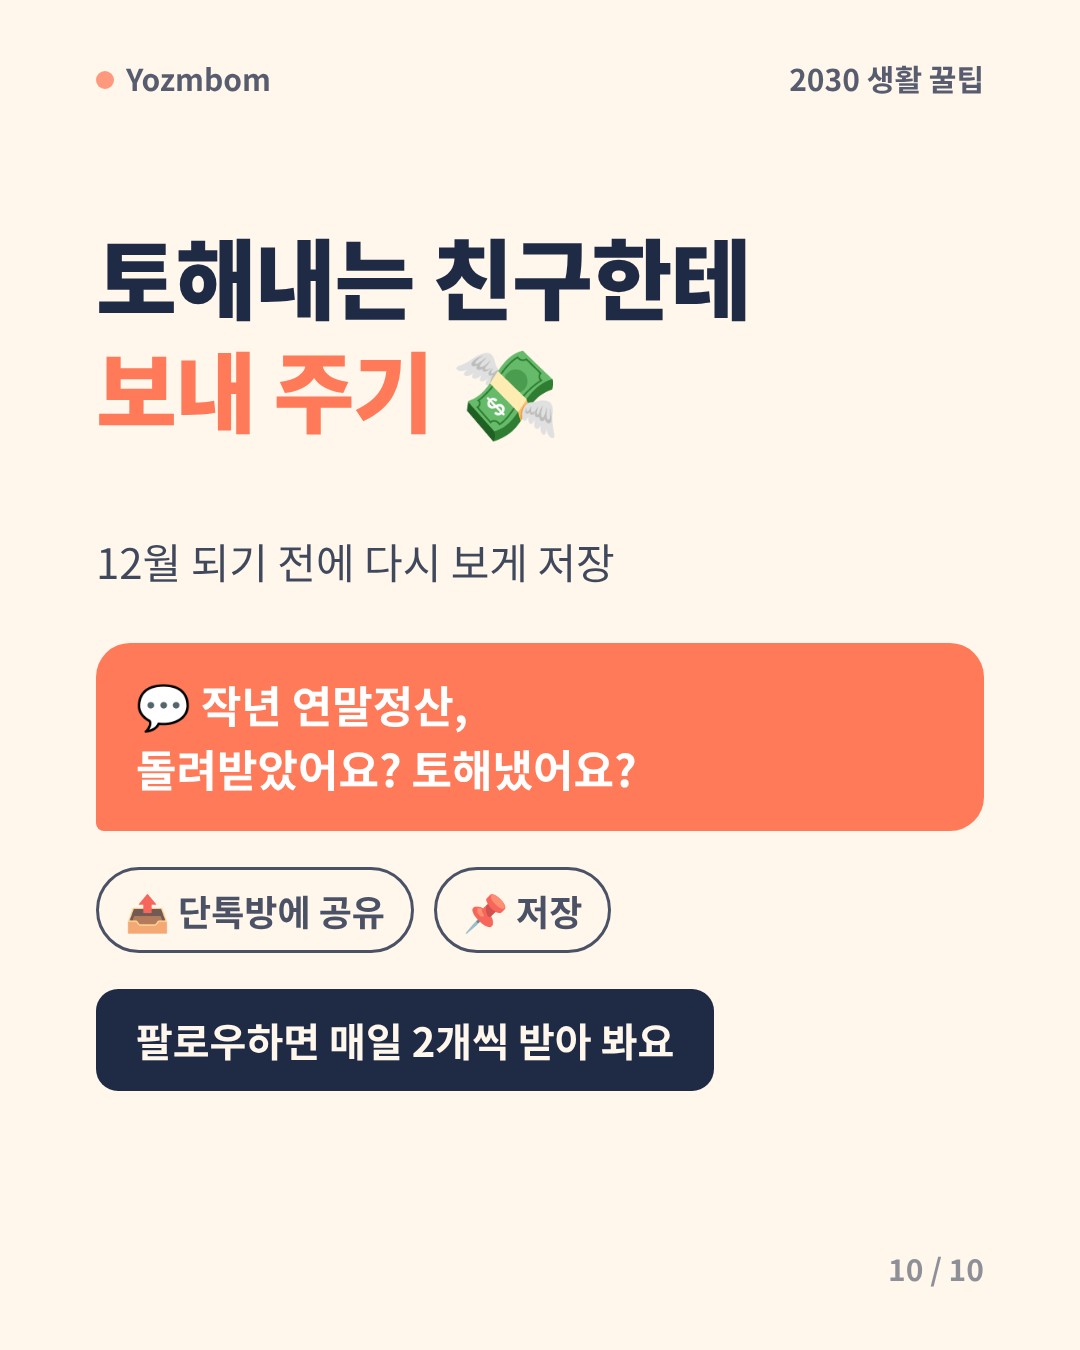 Yozmbom
2030 생활 꿀팁
토해내는 친구한테
보내 주기 💸
12월 되기 전에 다시 보게 저장
💬 작년 연말정산,
돌려받았어요? 토해냈어요?
📤 단톡방에 공유
📌 저장
팔로우하면 매일 2개씩 받아 봐요
10 / 10